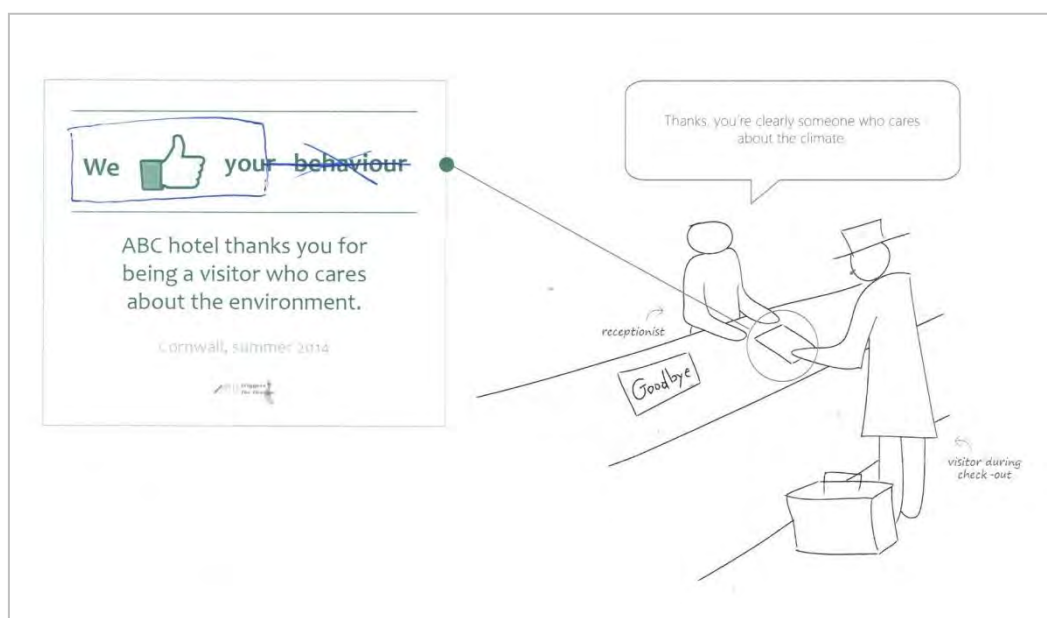 We your behaviour
ABC hotel thanks you for
being a visitor who cares
about the environment.
Cornwall, summer 2014
Thanks, you're clearly someone who cares
about the climate.
receptionist
Goodbye
visitor during
check-out